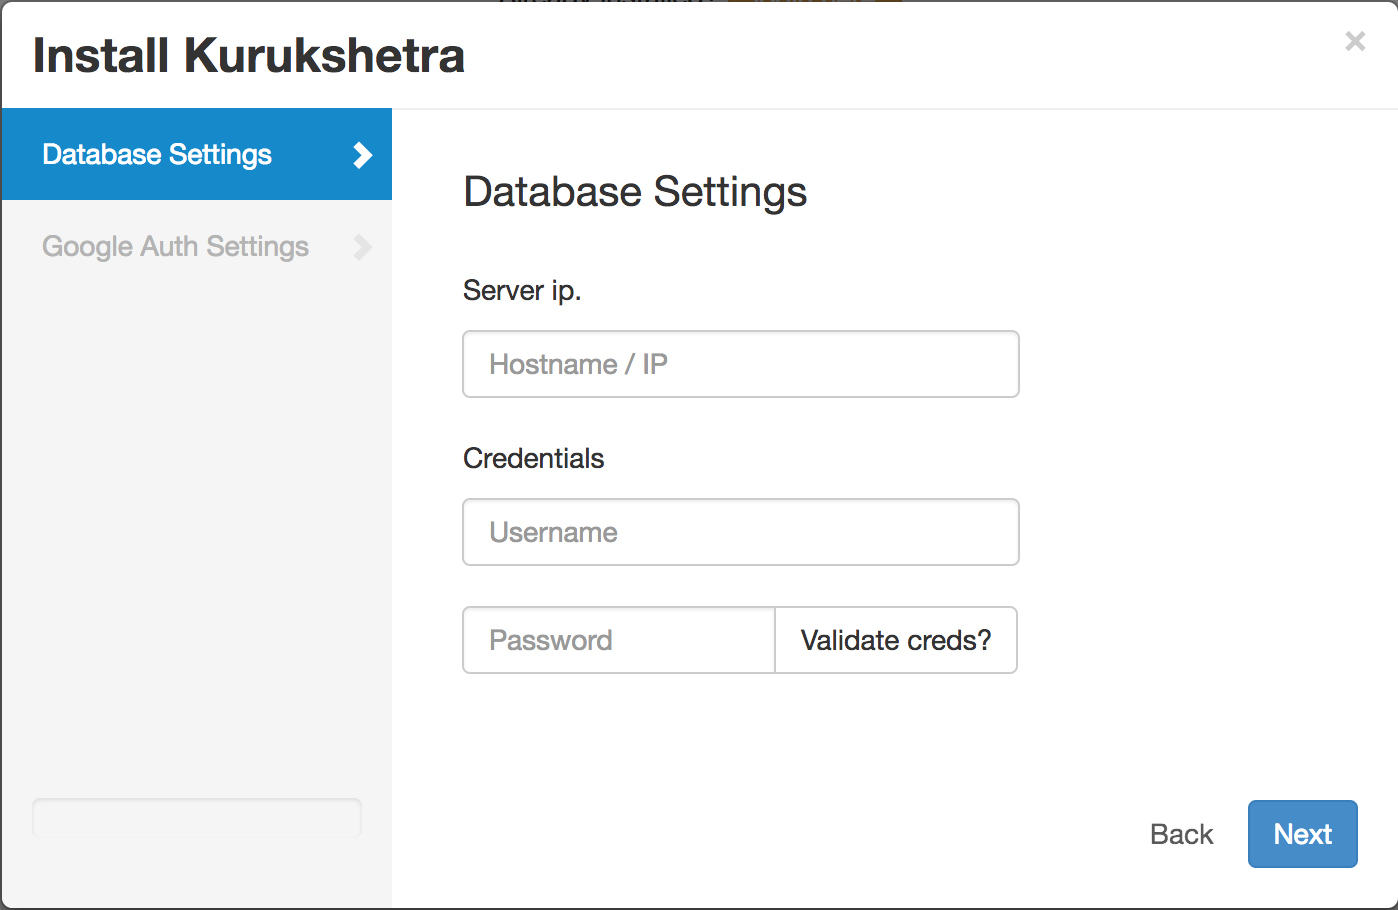 Install Kurukshetra
×
Database Settings
Google Auth Settings
Database Settings
Server ip.
Hostname / IP
Credentials
Username
Password
Validate creds?
Back
Next